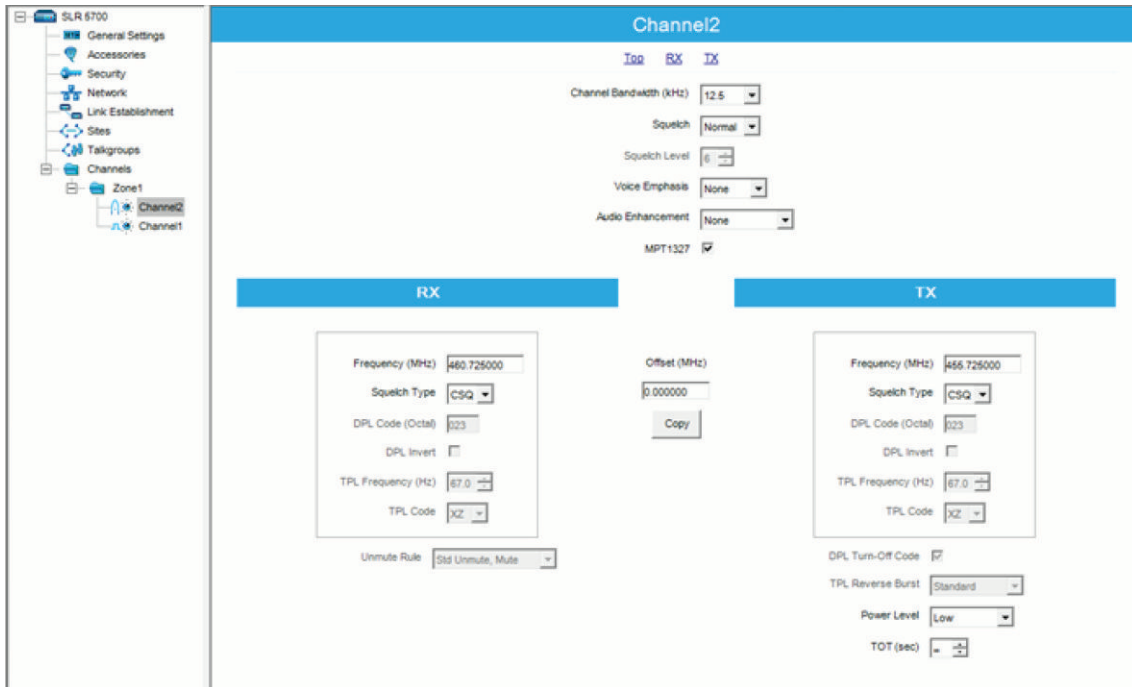 SLR 5700
General Settings
Accessories
Security
Network
Link Establishment
Sites
Talkgroups
Channels
Zone1
Channel2
Channel1
Channel2
Top RX TX
Channel Bandwidth (kHz) 12.5
Squelch Normal
Squelch Level 6
Voice Emphasis None
Audio Enhancement None
MPT1327
RX
Frequency (MHz) 460.725000
Squelch Type CSQ
DPL Code (Octal) 023
DPL Invert
TPL Frequency (Hz) 67.0
TPL Code XZ
Unmute Rule Std Unmute, Mute
Offset (MHz)
0.000000
Copy
TX
Frequency (MHz) 455.725000
Squelch Type CSQ
DPL Code (Octal) 023
DPL Invert
TPL Frequency (Hz) 67.0
TPL Code XZ
DPL Turn-Off Code
TPL Reverse Burst Standard
Power Level Low
TOT (sec)